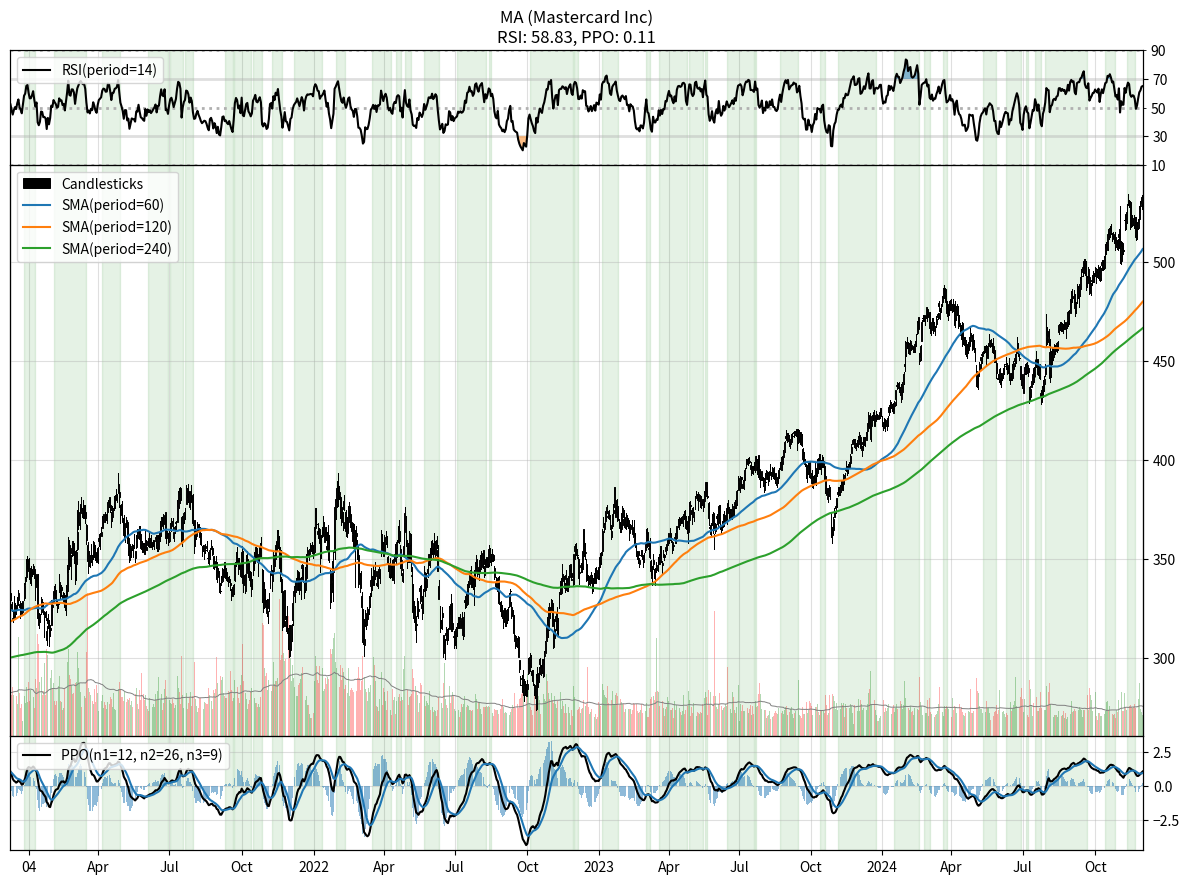 MA (Mastercard Inc)
RSI: 58.83, PPO: 0.11
RSI(period=14)
90
70
50
30
10
Candlesticks
SMA(period=60)
SMA(period=120)
SMA(period=240)
500
450
400
350
300
PPO(n1=12, n2=26, n3=9)
2.5
0.0
−2.5
04 Apr Jul Oct 2022 Apr Jul Oct 2023 Apr Jul Oct 2024 Apr Jul Oct